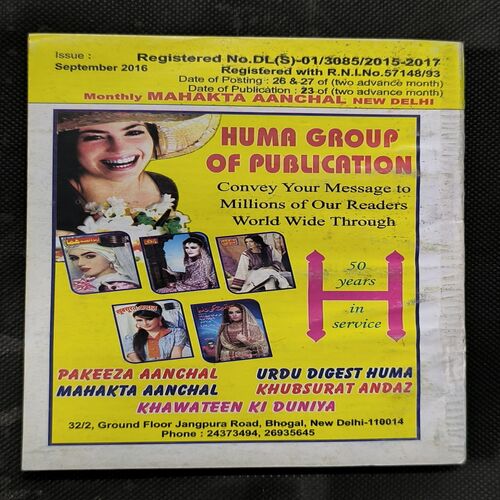 Issue :
September 2016
Registered No.DL(S)-01/3085/2015-2017
Registered with R.N.I.No.57148/93
Date of Posting : 26 & 27 of (two advance month)
Date of Publication : 23 of (two advance month)
Monthly MAHAKTA AANCHAL NEW DELHI
HUMA GROUP
OF PUBLICATION
Convey Your Message to
Millions of Our Readers
World Wide Through
50
years
in
service
PAKEEZA AANCHAL
URDU DIGEST HUMA
MAHAKTA AANCHAL
KHUBSURAT ANDAZ
KHAWATEEN KI DUNIYA
32/2, Ground Floor Jangpura Road, Bhogal, New Delhi-110014
Phone : 24373494, 26935645